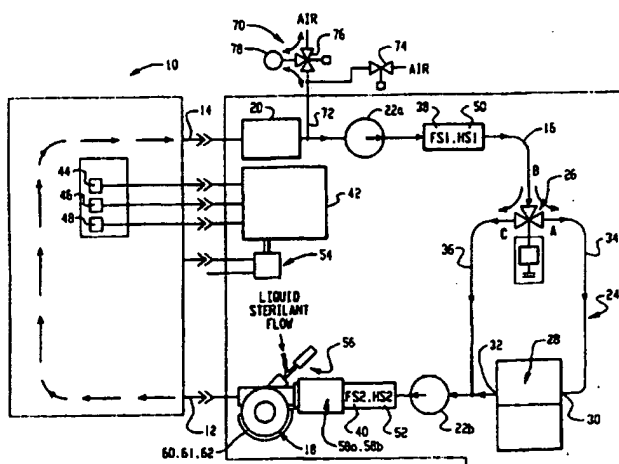 AIR
70
76
78
74
AIR
10
14
20
72
22a
38
50
FS1.HS1
16
44
46
48
42
B
26
C
A
36
34
54
24
LIQUID
STERILANT
FLOW
56
28
32
FS2.HS2
12
60.61.62
18
58a.58b
40
52
22b
30